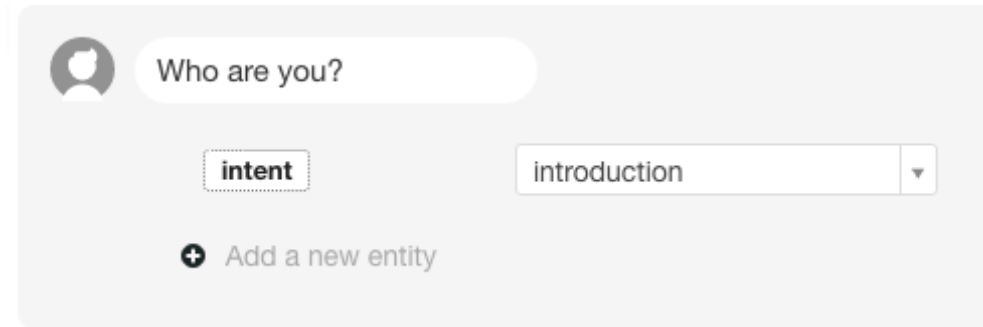 Who are you?
intent introduction
Add a new entity